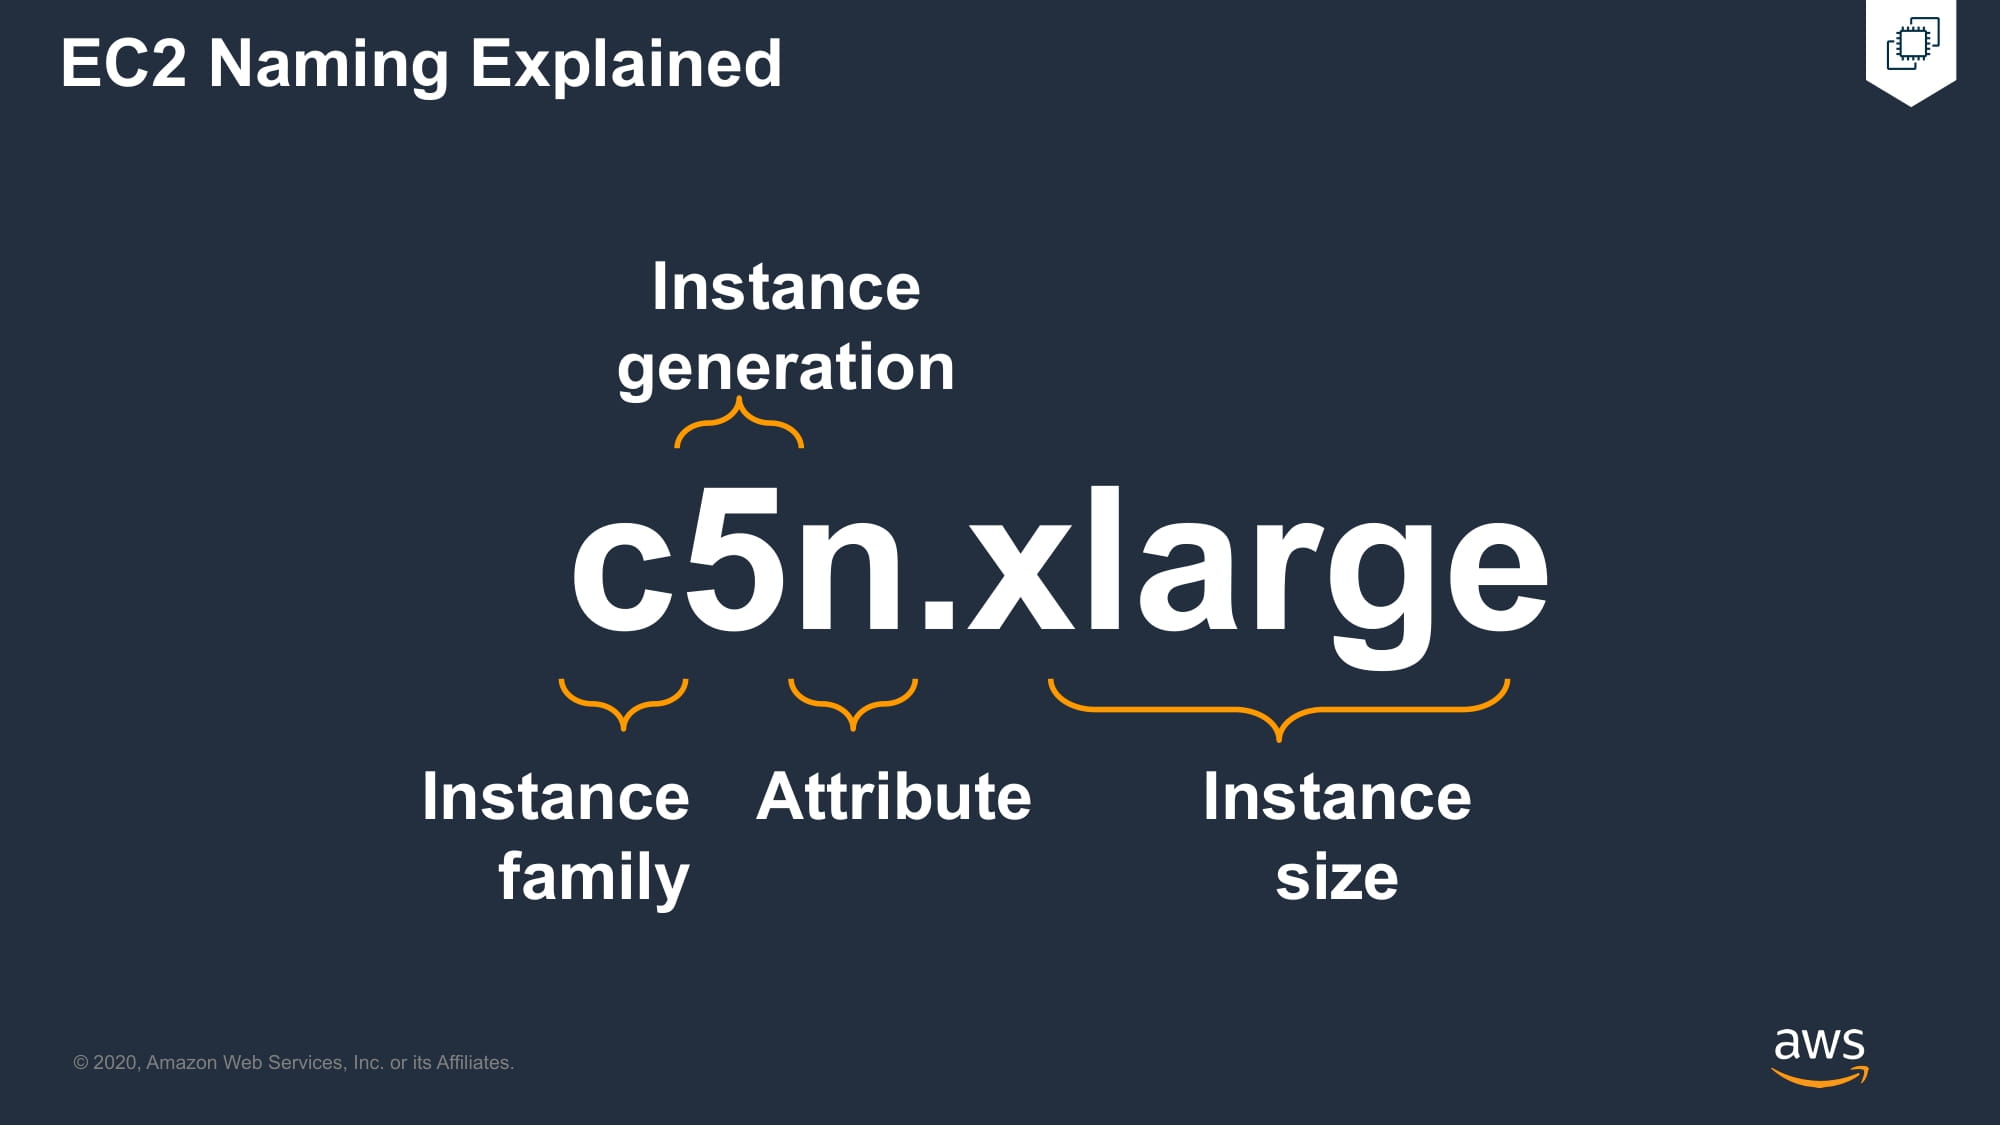 EC2 Naming Explained
Instance
generation
c5n.xlarge
Instance
family
Attribute
Instance
size
© 2020, Amazon Web Services, Inc. or its Affiliates.
aws